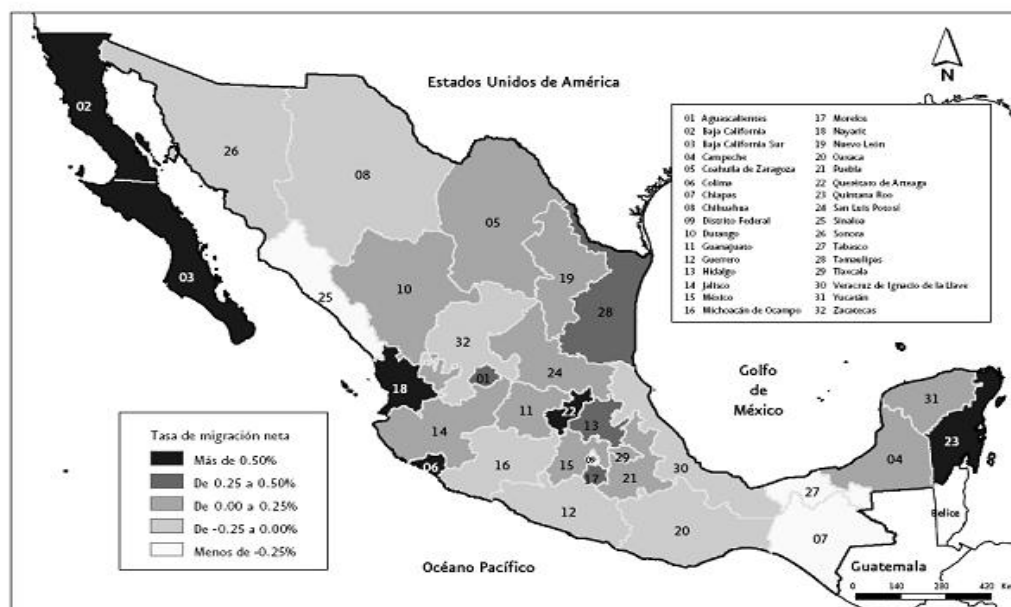 Estados Unidos de América
N
01 Aguascalientes
02 Baja California
03 Baja California Sur
04 Campeche
05 Coahuila de Zaragoza
06 Colima
07 Chiapas
08 Chihuahua
09 Distrito Federal
10 Durango
11 Guanajuato
12 Guerrero
13 Hidalgo
14 Jalisco
15 México
16 Michoacán de Ocampo
17 Morelos
18 Nayarit
19 Nuevo León
20 Oaxaca
21 Puebla
22 Querétaro de Arteaga
23 Quintana Roo
24 San Luis Potosí
25 Sinaloa
26 Sonora
27 Tabasco
28 Tamaulipas
29 Tlaxcala
30 Veracruz de Ignacio de la Llave
31 Yucatán
32 Zacatecas
02
26
08
05
03
25
10
19
28
32
18
01
24
14
11
22
13
06
16
15
09
29
17
21
30
12
20
27
07
04
31
23
Golfo
de
México
Belice
Guatemala
Océano Pacífico
Tasa de migración neta
Más de 0.50%
De 0.25 a 0.50%
De 0.00 a 0.25%
De -0.25 a 0.00%
Menos de -0.25%
0 140 280 420